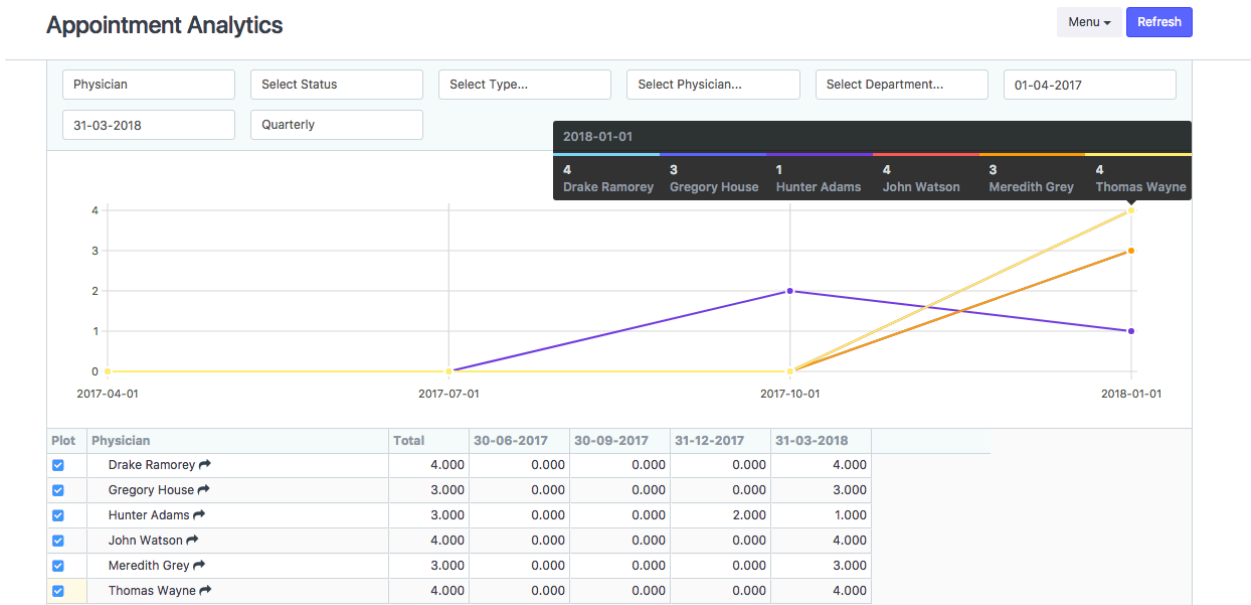 Appointment Analytics
Menu
Refresh
Physician
Select Status
Select Type...
Select Physician...
Select Department...
01-04-2017
31-03-2018
Quarterly
2018-01-01
4 3 1 4 3 4
Drake Ramorey Gregory House Hunter Adams John Watson Meredith Grey Thomas Wayne
4
3
2
1
0
2017-04-01 2017-07-01 2017-10-01 2018-01-01
Plot Physician Total 30-06-2017 30-09-2017 31-12-2017 31-03-2018
Drake Ramorey 4.000 0.000 0.000 0.000 4.000
Gregory House 3.000 0.000 0.000 0.000 3.000
Hunter Adams 3.000 0.000 0.000 2.000 1.000
John Watson 4.000 0.000 0.000 0.000 4.000
Meredith Grey 3.000 0.000 0.000 0.000 3.000
Thomas Wayne 4.000 0.000 0.000 0.000 4.000